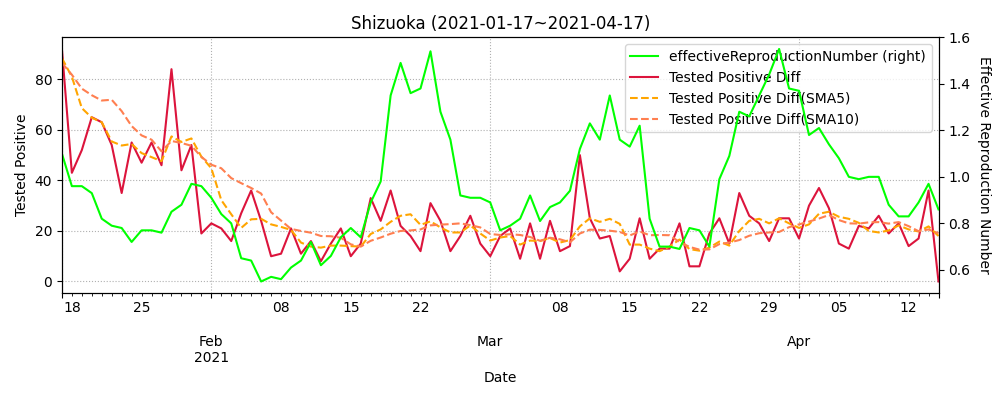 Shizuoka (2021-01-17~2021-04-17)
effectiveReproductionNumber (right)
Tested Positive Diff
Tested Positive Diff(SMA5)
Tested Positive Diff(SMA10)
Tested Positive
80
60
40
20
0
1.6
1.4
1.2
1.0
0.8
0.6
Effective Reproduction Number
18 25 08 15 22 08 15 22 29 05 12
Feb Mar Apr
2021
Date